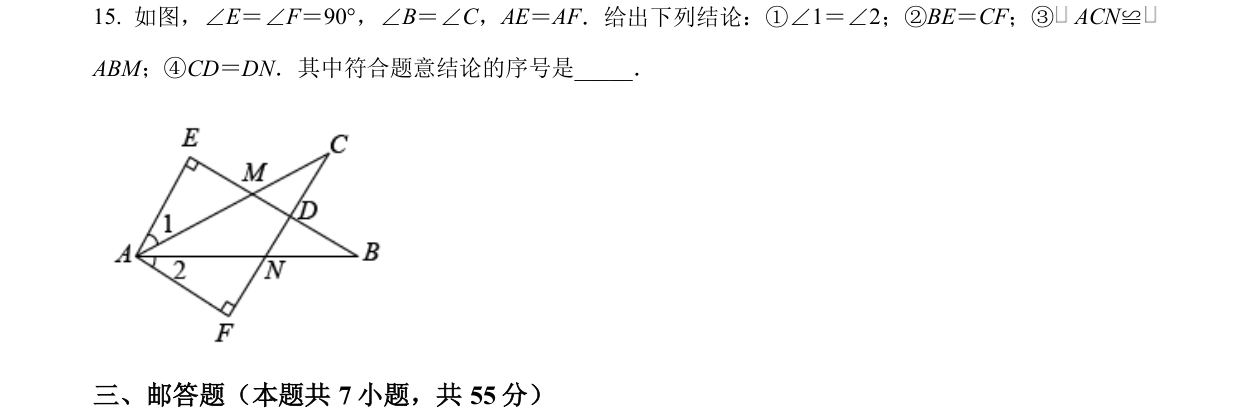 15. 如图，∠E＝∠F＝90°，∠B＝∠C，AE＝AF．给出下列结论：①∠1＝∠2；②BE＝CF；③ ACN≌
ABM；④CD＝DN．其中符合题意结论的序号是_____．
E
C
M
D
1
A
B
2
N
F
三、邮答题（本题共 7 小题，共 55 分）